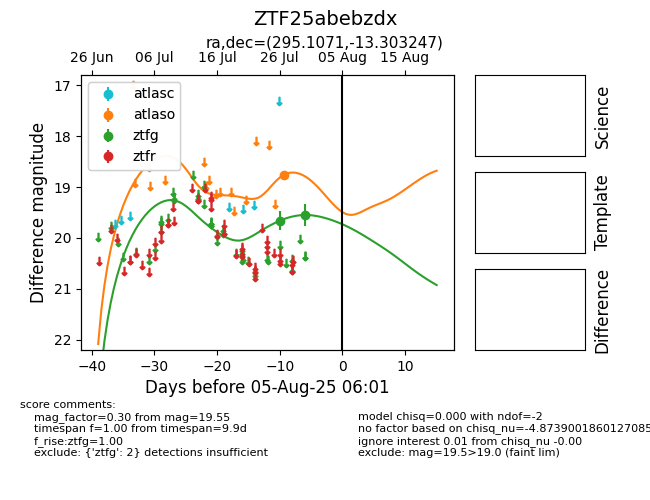 ZTF25abebzdx
ra,dec=(295.1071,-13.303247)
26 Jun 06 Jul 16 Jul 26 Jul 05 Aug 15 Aug
atlasc
atlaso
ztfg
ztfr
17
18
19
20
21
22
Difference magnitude
−40 −30 −20 −10 0 10
Days before 05-Aug-25 06:01
Science
Template
Difference
score comments:
mag_factor=0.30 from mag=19.55
timespan f=1.00 from timespan=9.9d
f_rise:ztfg=1.00
exclude: {'ztfg': 2} detections insufficient
model chisq=0.000 with ndof=-2
no factor based on chisq_nu=-4.8739001860127085
ignore interest 0.01 from chisq_nu -0.00
exclude: mag=19.5>19.0 (faint lim)